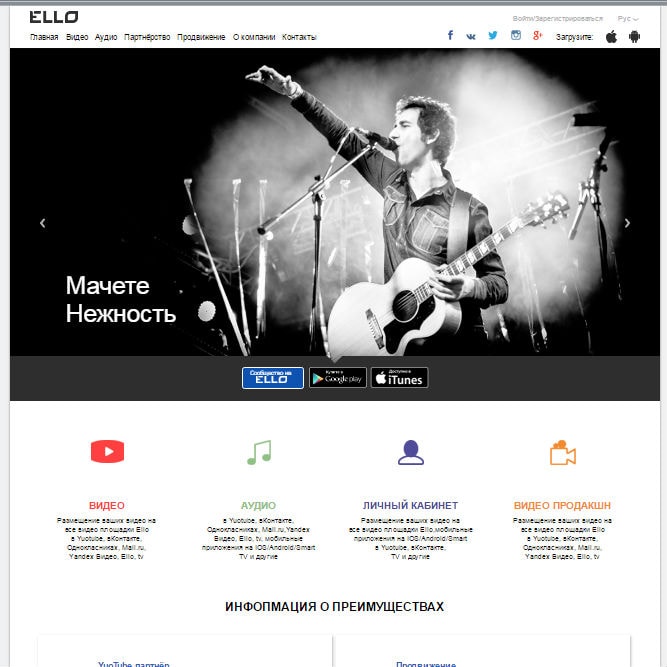 ELLO
Войти/Зарегистрироваться Рус
Главная Видео Аудио Партнёрство Продвижение О компании Контакты
Загрузите:
Мачете
Нежность
Сообщество на
ELLO
Купите в
Google play
Доступно в
iTunes
ВИДЕО
Размещение ваших видео на
все видео площадки Ello
в Yuotube, вКонтакте,
Однокласниках, Mail.ru,
Yandex Видео, Ello, tv
АУДИО
в Yuotube, вКонтакте,
Однокласниках, Mail.ru,Yandex
Видео, Ello, tv, мобильные
приложения на IOS/Android/Smart
TV и другие
ЛИЧНЫЙ КАБИНЕТ
Размещение ваших видео на
все видео площадки Ello,мобильные
приложения на IOS/Android/Smart
в Yuotube, вКонтакте,
TV и другие
ВИДЕО ПРОДАКШН
Размещение ваших видео на
все видео площадки Ello
в Yuotube, вКонтакте,
Однокласниках, Mail.ru,
Yandex Видео, Ello, tv
ИНФОПМАЦИЯ О ПРЕИМУЩЕСТВАХ
YuoTube партнёр
Продвижение